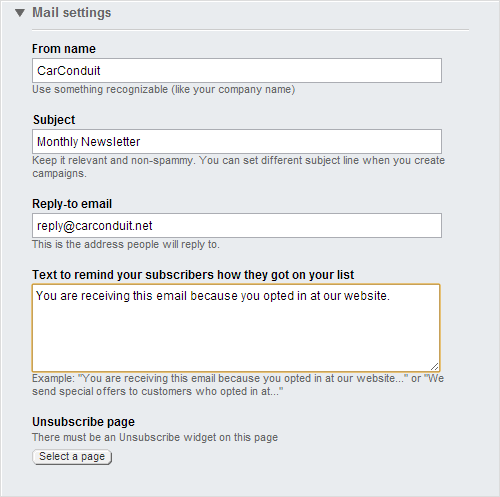 Mail settings
From name
CarConduit
Use something recognizable (like your company name)
Subject
Monthly Newsletter
Keep it relevant and non-spammy. You can set different subject line when you create
campaigns.
Reply-to email
reply@carconduit.net
This is the address people will reply to.
Text to remind your subscribers how they got on your list
You are receiving this email because you opted in at our website.
Example: "You are receiving this email because you opted in at our website..." or "We
send special offers to customers who opted in at..."
Unsubscribe page
There must be an Unsubscribe widget on this page
Select a page